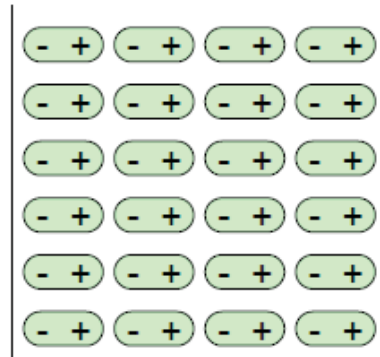 - + - + - + - +
- + - + - + - +
- + - + - + - +
- + - + - + - +
- + - + - + - +
- + - + - + - +